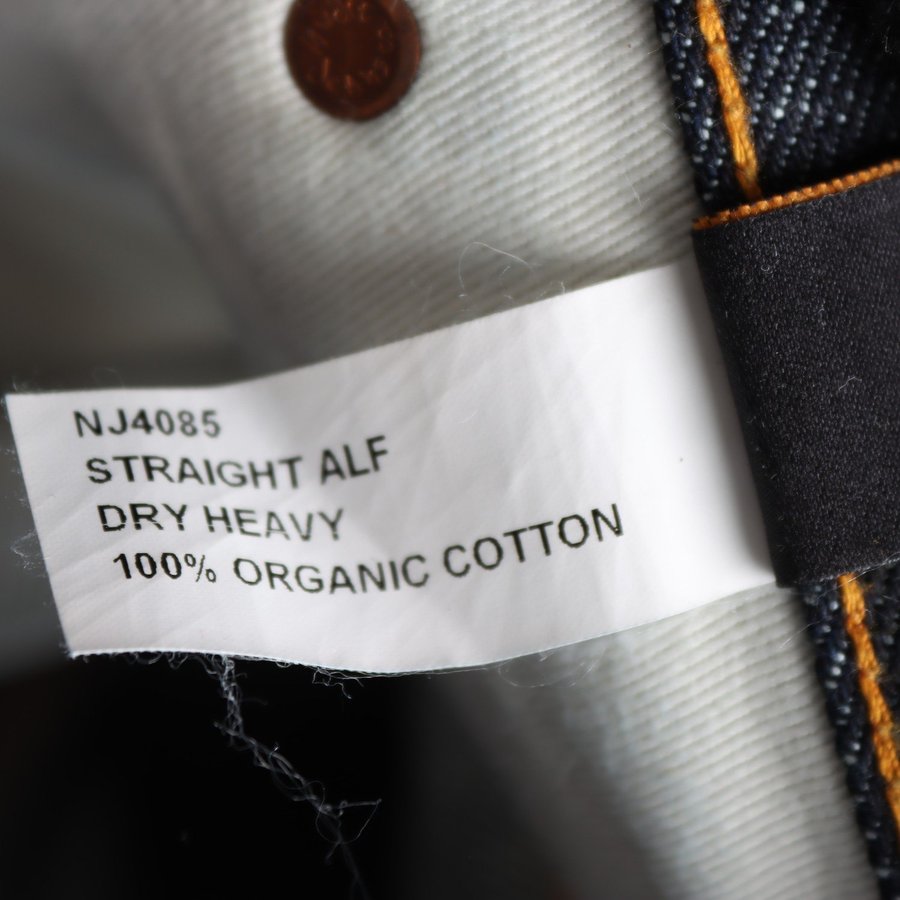 NJ4085
STRAIGHT ALF
DRY HEAVY
100% ORGANIC COTTON